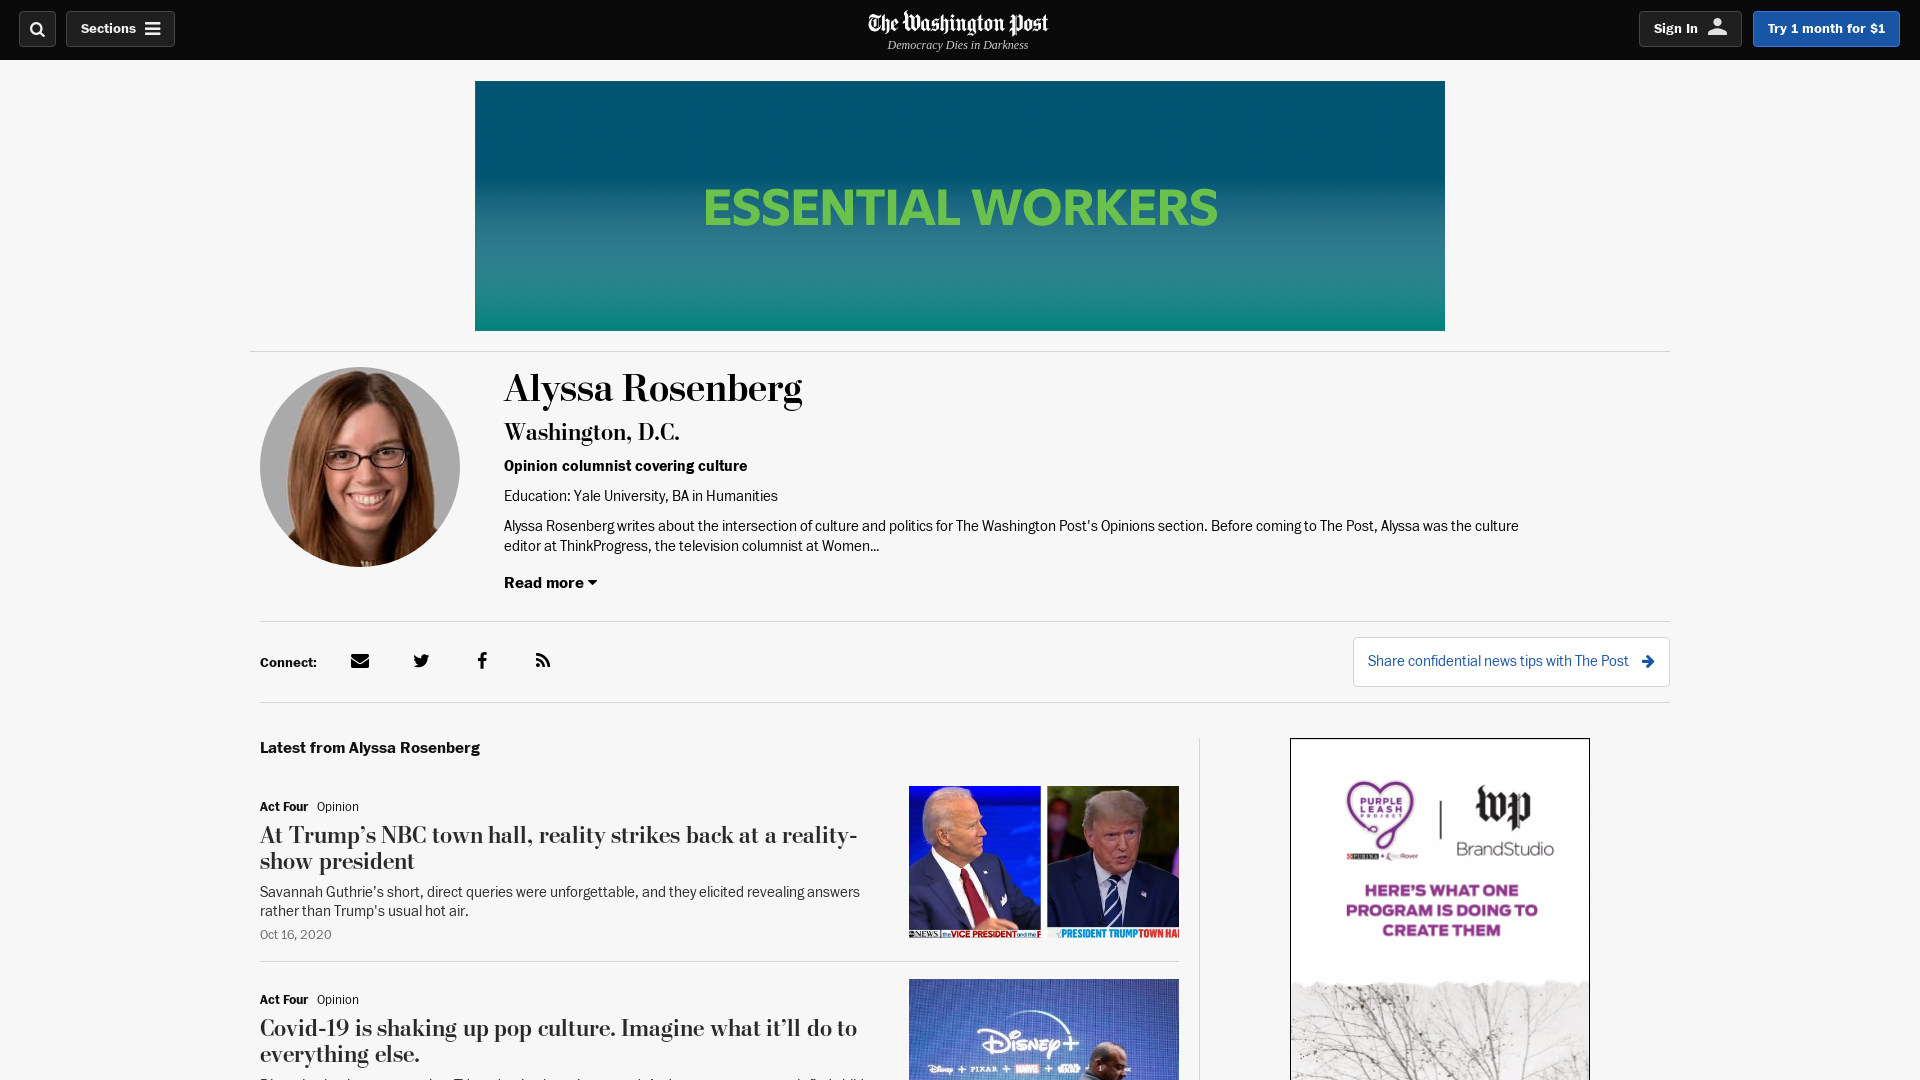 Sections
The Washington Post
Democracy Dies in Darkness
Sign In
Try 1 month for $1
ESSENTIAL WORKERS
Alyssa Rosenberg
Washington, D.C.
Opinion columnist covering culture
Education: Yale University, BA in Humanities
Alyssa Rosenberg writes about the intersection of culture and politics for The Washington Post's Opinions section. Before coming to The Post, Alyssa was the culture
editor at ThinkProgress, the television columnist at Women...
Read more
Connect:
Share confidential news tips with The Post
Latest from Alyssa Rosenberg
Act Four Opinion
At Trump’s NBC town hall, reality strikes back at a reality-
show president
Savannah Guthrie’s short, direct queries were unforgettable, and they elicited revealing answers
rather than Trump's usual hot air.
Oct 16, 2020
NEWS the VICE PRESIDENT and the
PRESIDENT TRUMP TOWN
Act Four Opinion
Covid-19 is shaking up pop culture. Imagine what it’ll do to
everything else.
Disney+
Disney + PIXAR + MARVEL +
PURPLE
LEASH
PROJECT
PURINA + RedRover
wp
BrandStudio
HERE’S WHAT ONE
PROGRAM IS DOING TO
CREATE THEM